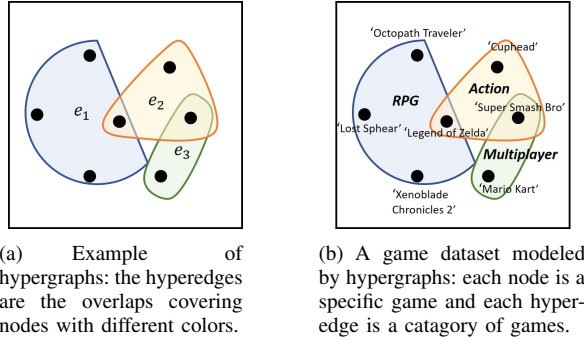 e1
e2
e3
(a) Example of
hypergraphs: the hyperedges
are the overlaps covering
nodes with different colors.
'Octopath Traveler'
'Cuphead'
RPG
Action
'Super Smash Bro'
'Lost Sphear'
'Legend of Zelda'
Multiplayer
'Xenoblade
Chronicles 2'
'Mario Kart'
(b) A game dataset modeled
by hypergraphs: each node is a
specific game and each hyper-
edge is a catagory of games.